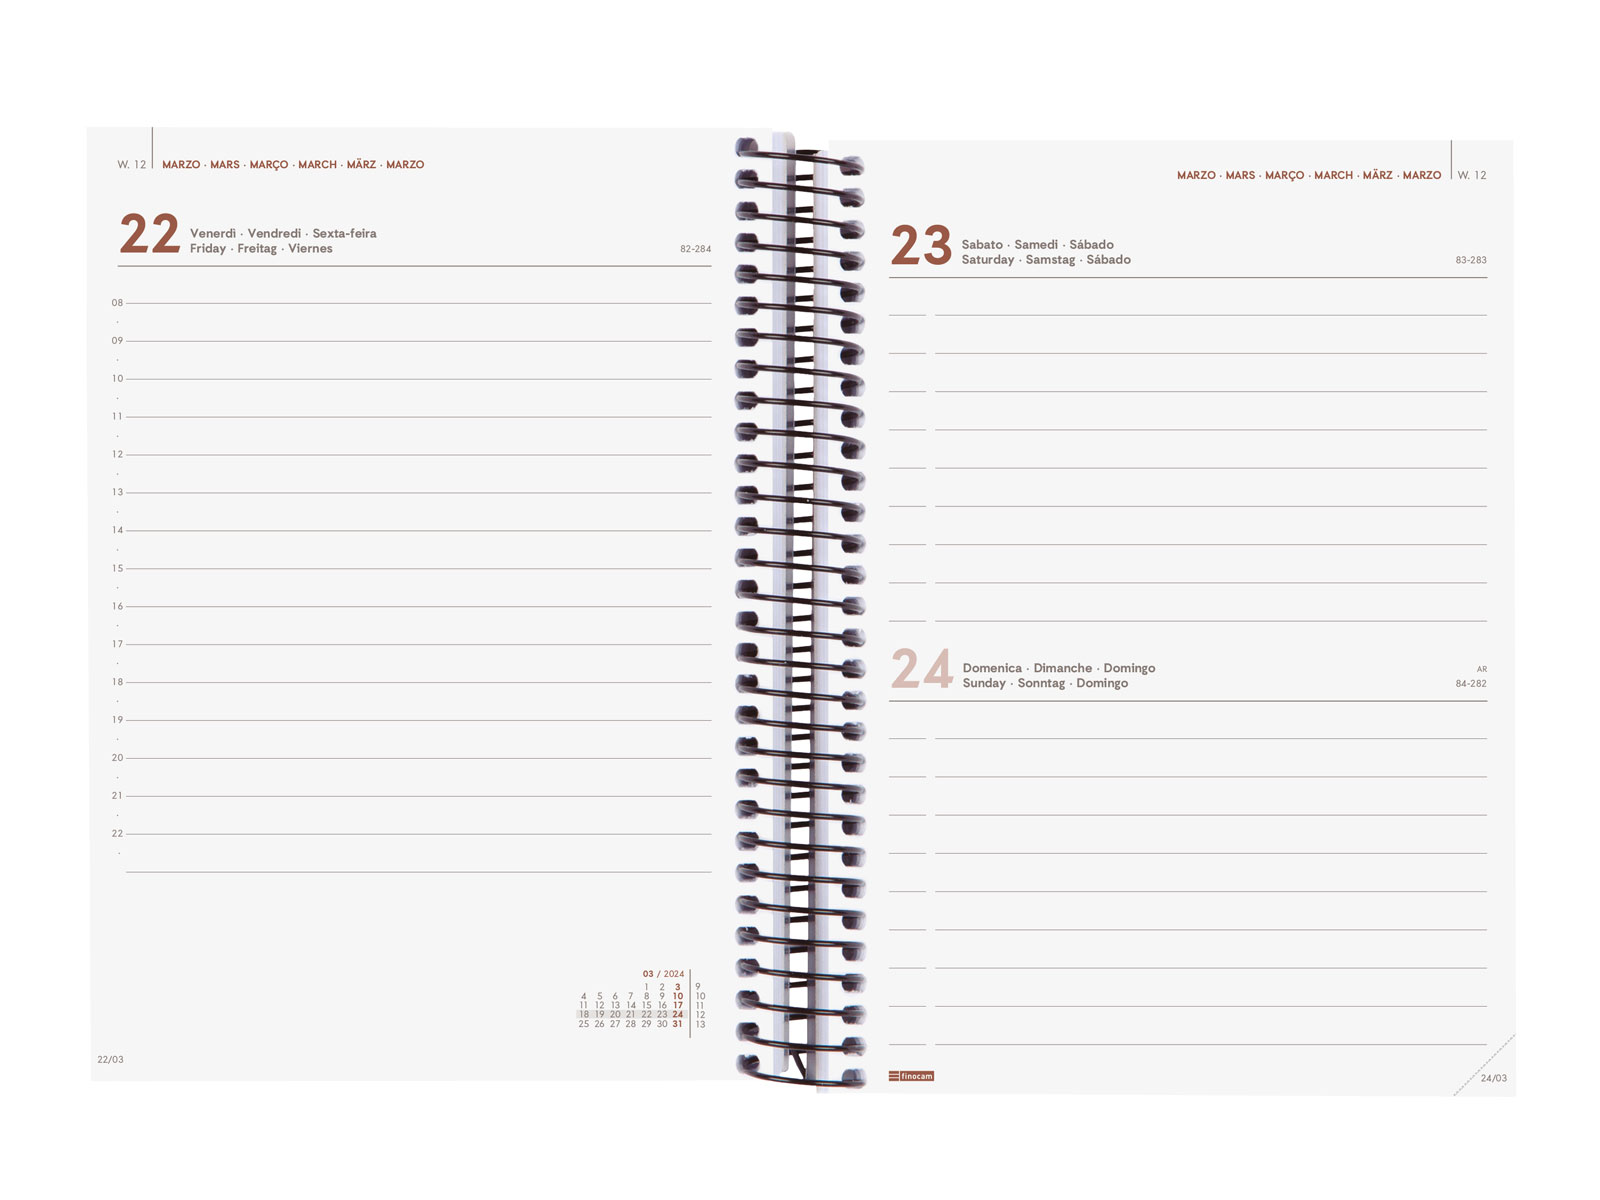 W. 12 MARZO · MARS · MARÇO · MARCH · MÄRZ · MARZO
22 Venerdì · Vendredi · Sexta-feira
Friday · Freitag · Viernes
82-284
08
09
10
11
12
13
14
15
16
17
18
19
20
21
22
03 / 2024
1 2 3 9
4 5 6 7 8 9 10 10
11 12 13 14 15 16 17 11
18 19 20 21 22 23 24 12
25 26 27 28 29 30 31 13
22/03
MARZO · MARS · MARÇO · MARCH · MÄRZ · MARZO W. 12
23 Sabato · Samedi · Sábado
Saturday · Samstag · Sábado
83-283
24 Domenica · Dimanche · Domingo
Sunday · Sonntag · Domingo
AR
84-282
finocam
24/03